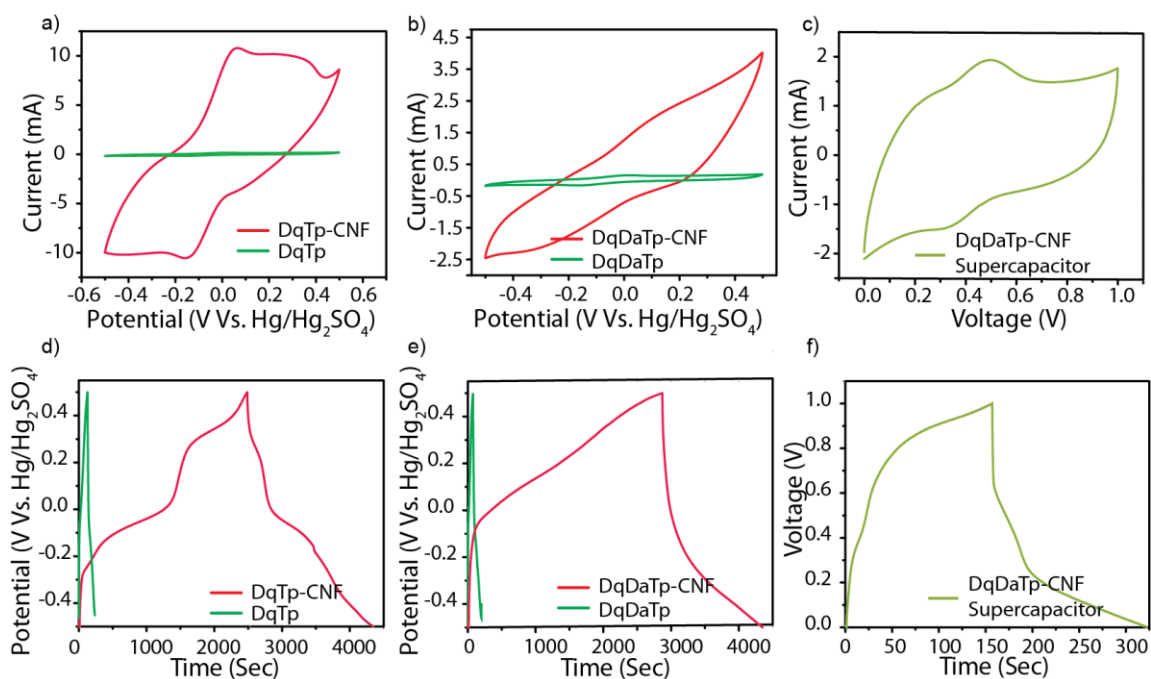 a)
10
5
0
-5
-10
Current (mA)
DqTp-CNF
DqTp
-0.6 -0.4 -0.2 0.0 0.2 0.4 0.6
Potential (V Vs. Hg/Hg2SO4)
b)
4.5
3.5
2.5
1.5
0.5
-0.5
-1.5
-2.5
Current (mA)
DqDaTp-CNF
DqDaTp
-0.4 -0.2 0.0 0.2 0.4
Potential (V Vs. Hg/Hg2SO4)
c)
2
1
0
-1
-2
Current (mA)
DqDaTp-CNF
Supercapacitor
0.0 0.2 0.4 0.6 0.8 1.0
Voltage (V)
d)
0.4
0.2
0.0
-0.2
-0.4
Potential (V Vs. Hg/Hg2SO4)
DqTp-CNF
DqTp
0 1000 2000 3000 4000
Time (Sec)
e)
0.4
0.2
0.0
-0.2
-0.4
Potential (V Vs. Hg/Hg2SO4)
DqDaTp-CNF
DqDaTp
0 1000 2000 3000 4000
Time (Sec)
f)
1.0
0.8
0.6
0.4
0.2
0.0
Voltage (V)
DqDaTp-CNF
Supercapacitor
0 50 100 150 200 250 300
Time (Sec)